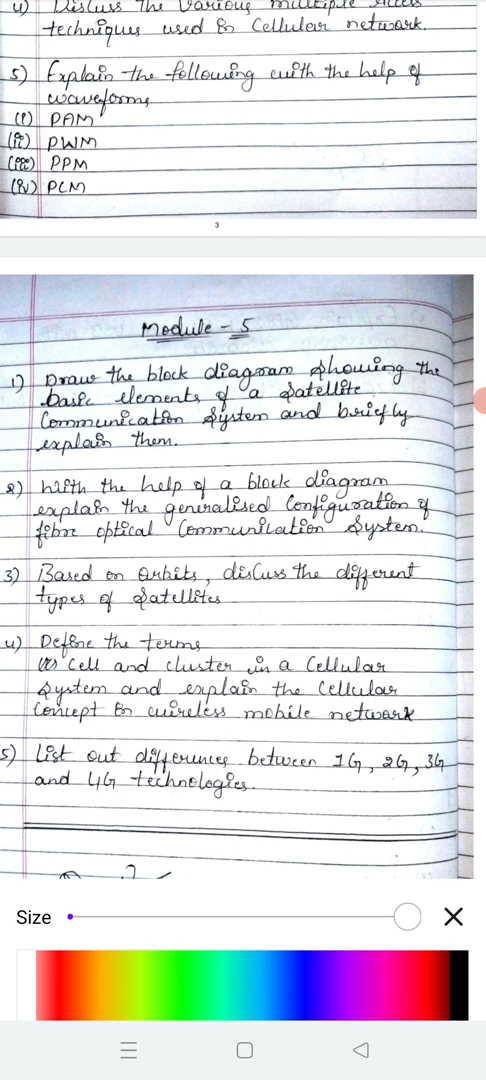 4) Discuss the various multiple Access
techniques used in Cellular network.
5) Explain the following with the help of
waveforms
(i) PAM
(ii) PWM
(iii) PPM
(iv) PCM
3
Module - 5
1) Draw the block diagram showing the
basic elements of a satellite
Communication system and briefly
explain them.
2) With the help of a block diagram
explain the generalised Configuration of
fibre optical Communication System.
3) Based on Orbits, discuss the different
types of Satellites
4) Define the terms
Cell and cluster in a Cellular
System and explain the Cellular
Concept in wireless mobile network
5) List out differences between 1G, 2G, 3G
and 4G technologies.
Size